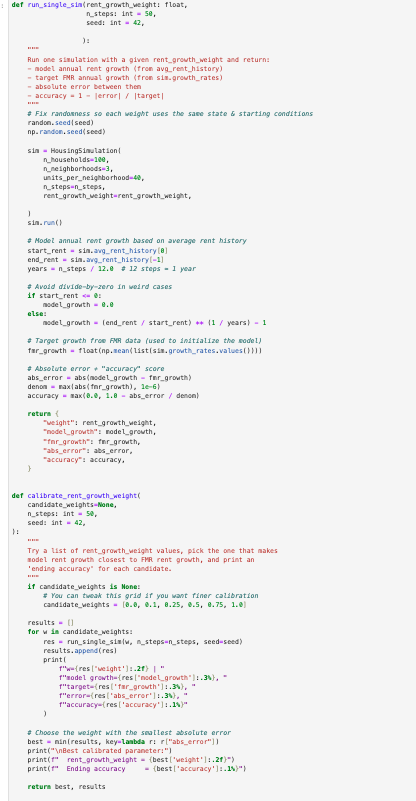 def run_single_sim(rent_growth_weight: float,
                   n_steps: int = 50,
                   seed: int = 42,

                  ):
    """
    Run one simulation with a given rent_growth_weight and return:
    - model annual rent growth (from avg_rent_history)
    - target FMR annual growth (from sim.growth_rates)
    - absolute error between them
    - accuracy = 1 - |error| / |target|
    """
    # Fix randomness so each weight uses the same state & starting conditions
    random.seed(seed)
    np.random.seed(seed)

    sim = HousingSimulation(
        n_households=100,
        n_neighborhoods=3,
        units_per_neighborhood=40,
        n_steps=n_steps,
        rent_growth_weight=rent_growth_weight,

    )
    sim.run()

    # Model annual rent growth based on average rent history
    start_rent = sim.avg_rent_history[0]
    end_rent = sim.avg_rent_history[-1]
    years = n_steps / 12.0  # 12 steps = 1 year

    # Avoid divide-by-zero in weird cases
    if start_rent <= 0:
        model_growth = 0.0
    else:
        model_growth = (end_rent / start_rent) ** (1 / years) - 1

    # Target growth from FMR data (used to initialize the model)
    fmr_growth = float(np.mean(list(sim.growth_rates.values())))

    # Absolute error + "accuracy" score
    abs_error = abs(model_growth - fmr_growth)
    denom = max(abs(fmr_growth), 1e-6)
    accuracy = max(0.0, 1.0 - abs_error / denom)

    return {
        "weight": rent_growth_weight,
        "model_growth": model_growth,
        "fmr_growth": fmr_growth,
        "abs_error": abs_error,
        "accuracy": accuracy,
    }


def calibrate_rent_growth_weight(
    candidate_weights=None,
    n_steps: int = 50,
    seed: int = 42,
):
    """
    Try a list of rent_growth_weight values, pick the one that makes
    model rent growth closest to FMR rent growth, and print an
    'ending accuracy' for each candidate.
    """
    if candidate_weights is None:
        # You can tweak this grid if you want finer calibration
        candidate_weights = [0.0, 0.1, 0.25, 0.5, 0.75, 1.0]

    results = []
    for w in candidate_weights:
        res = run_single_sim(w, n_steps=n_steps, seed=seed)
        results.append(res)
        print(
            f"w={res['weight']:.2f} | "
            f"model growth={res['model_growth']:.3%}, "
            f"target={res['fmr_growth']:.3%}, "
            f"error={res['abs_error']:.3%}, "
            f"accuracy={res['accuracy']:.1%}"
        )

    # Choose the weight with the smallest absolute error
    best = min(results, key=lambda r: r["abs_error"])
    print("\nBest calibrated parameter:")
    print(f"  rent_growth_weight = {best['weight']:.2f}")
    print(f"  Ending accuracy     = {best['accuracy']:.1%}")

    return best, results